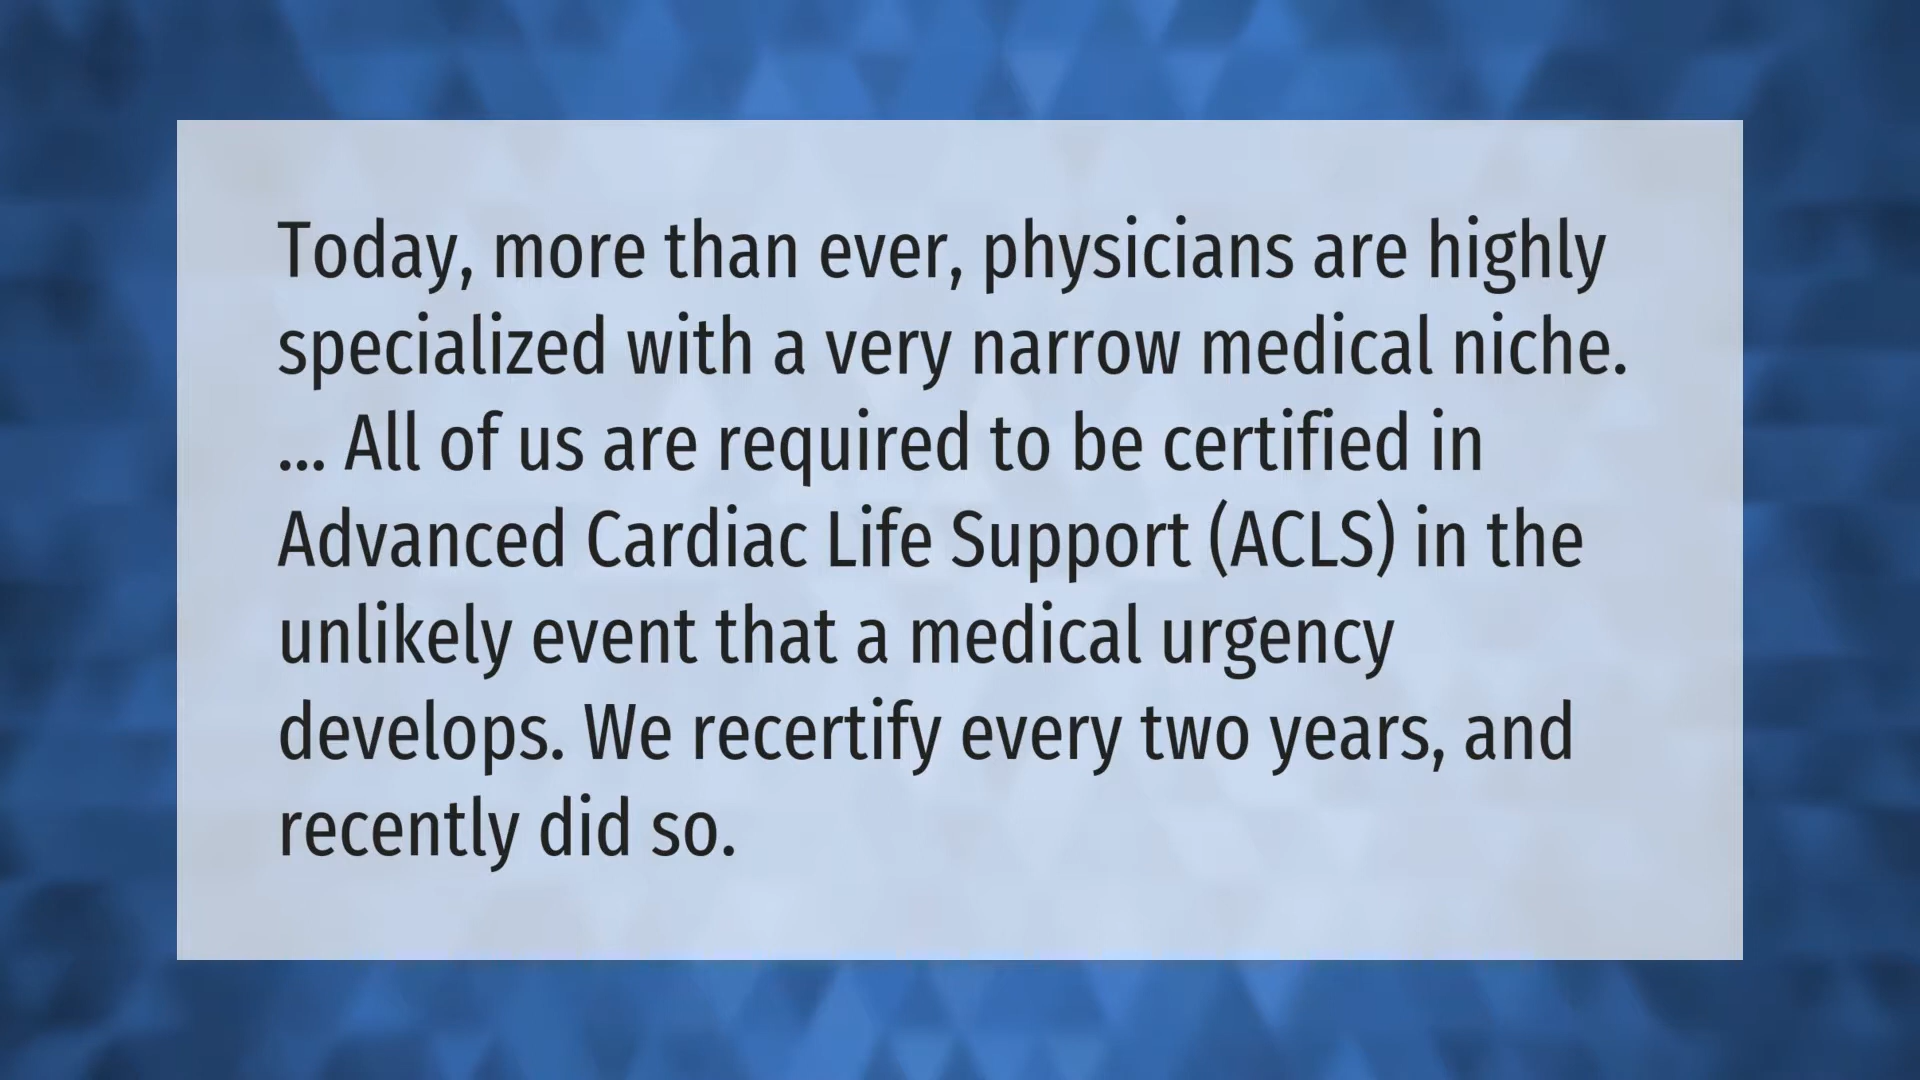 Today, more than ever, physicians are highly
specialized with a very narrow medical niche.
... All of us are required to be certified in
Advanced Cardiac Life Support (ACLS) in the
unlikely event that a medical urgency
develops. We recertify every two years, and
recently did so.